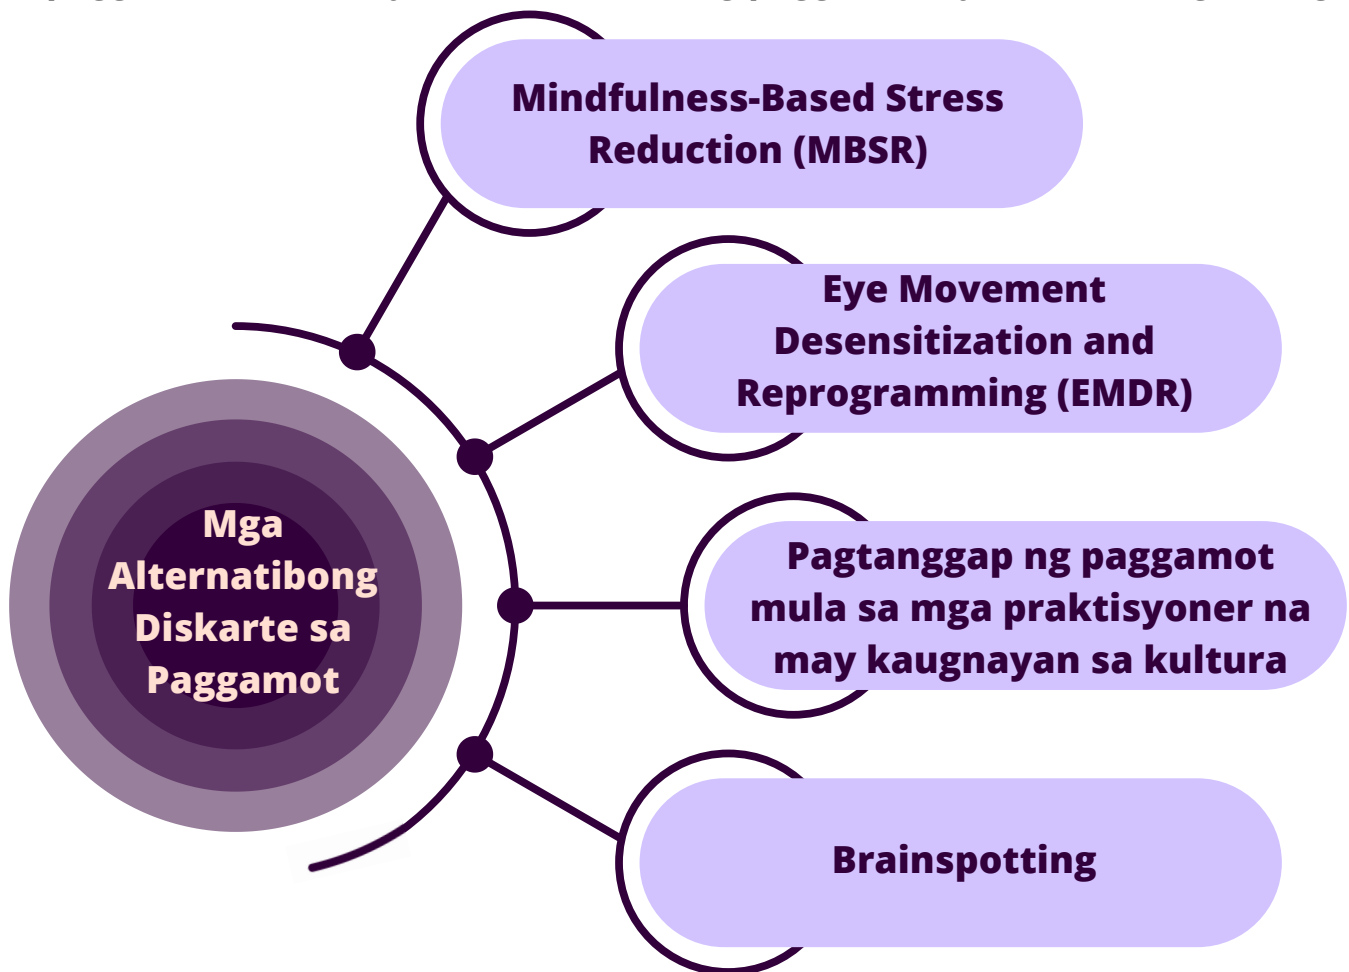 Mindfulness-Based Stress
Reduction (MBSR)
Eye Movement
Desensitization and
Reprogramming (EMDR)
Mga
Alternatibong
Diskarte sa
Paggamot
Pagtanggap ng paggamot
mula sa mga praktisyoner na
may kaugnayan sa kultura
Brainspotting